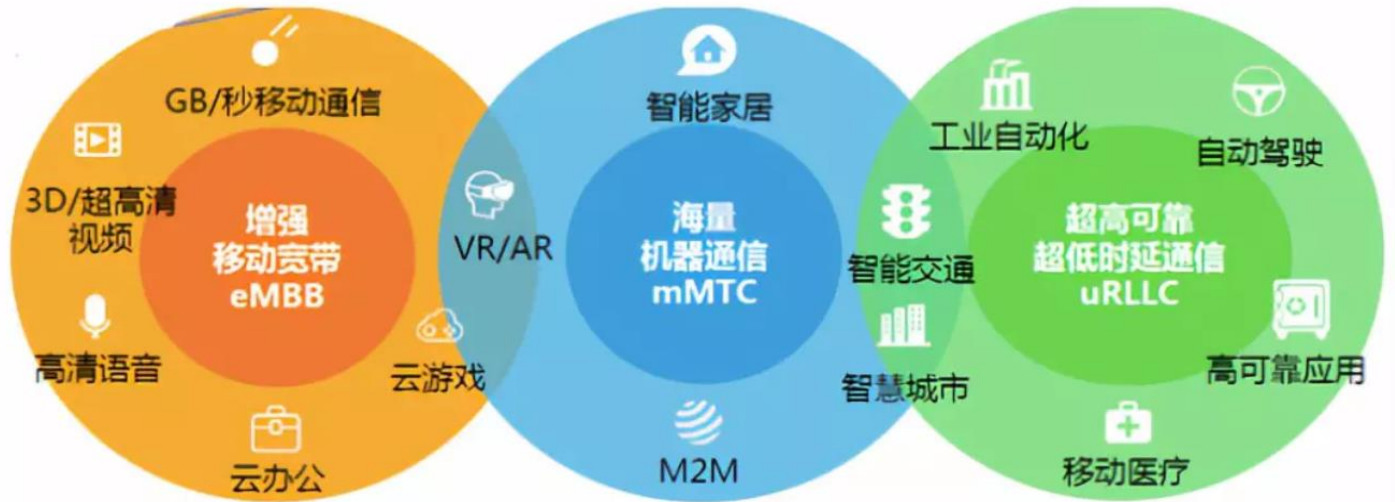 GB/秒移动通信
3D/超高清
视频
高清语音
云办公
增强
移动宽带
eMBB
VR/AR
云游戏
智能家居
海量
机器通信
mMTC
M2M
智能交通
智慧城市
工业自动化
自动驾驶
超高可靠
超低时延通信
uRLLC
高可靠应用
移动医疗